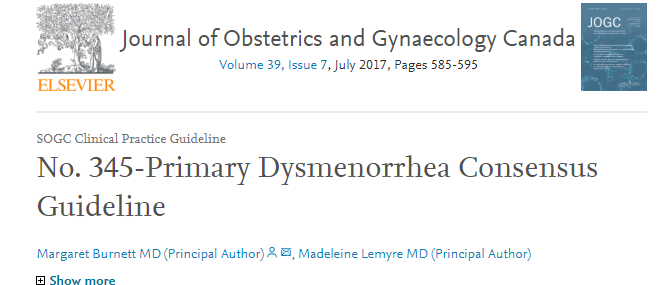 ELSEVIER
Journal of Obstetrics and Gynaecology Canada
Volume 39, Issue 7, July 2017, Pages 585-595
JOGC
SOGC Clinical Practice Guideline
No. 345-Primary Dysmenorrhea Consensus
Guideline
Margaret Burnett MD (Principal Author), Madeleine Lemyre MD (Principal Author)
Show more